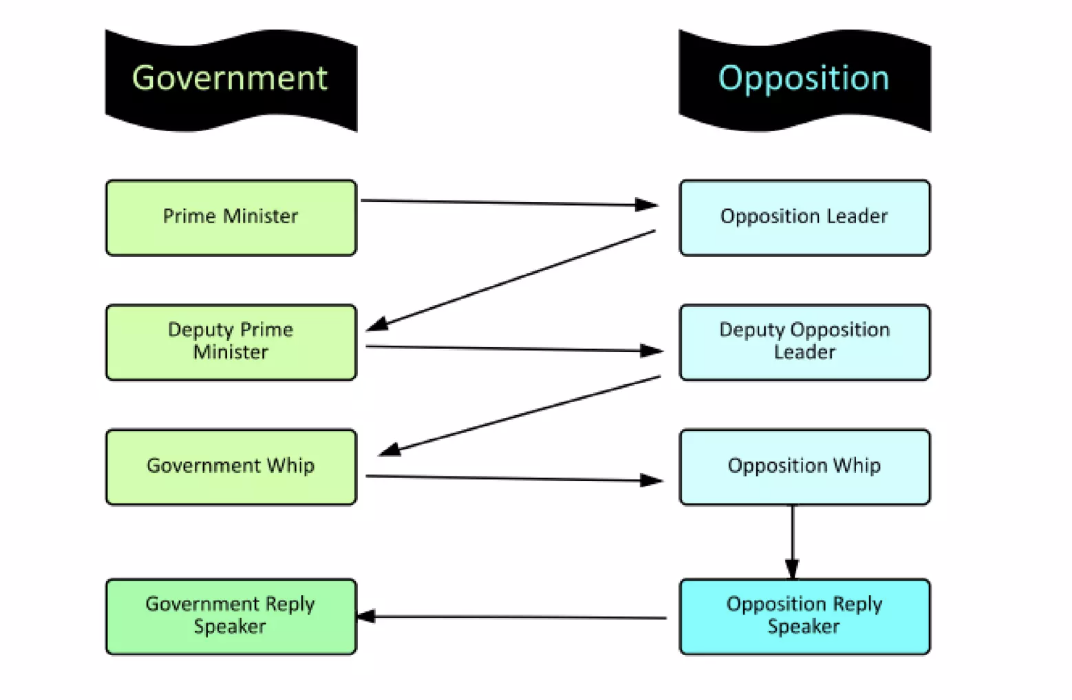 Government
Opposition
Prime Minister
Opposition Leader
Deputy Prime
Minister
Deputy Opposition
Leader
Government Whip
Opposition Whip
Government Reply
Speaker
Opposition Reply
Speaker